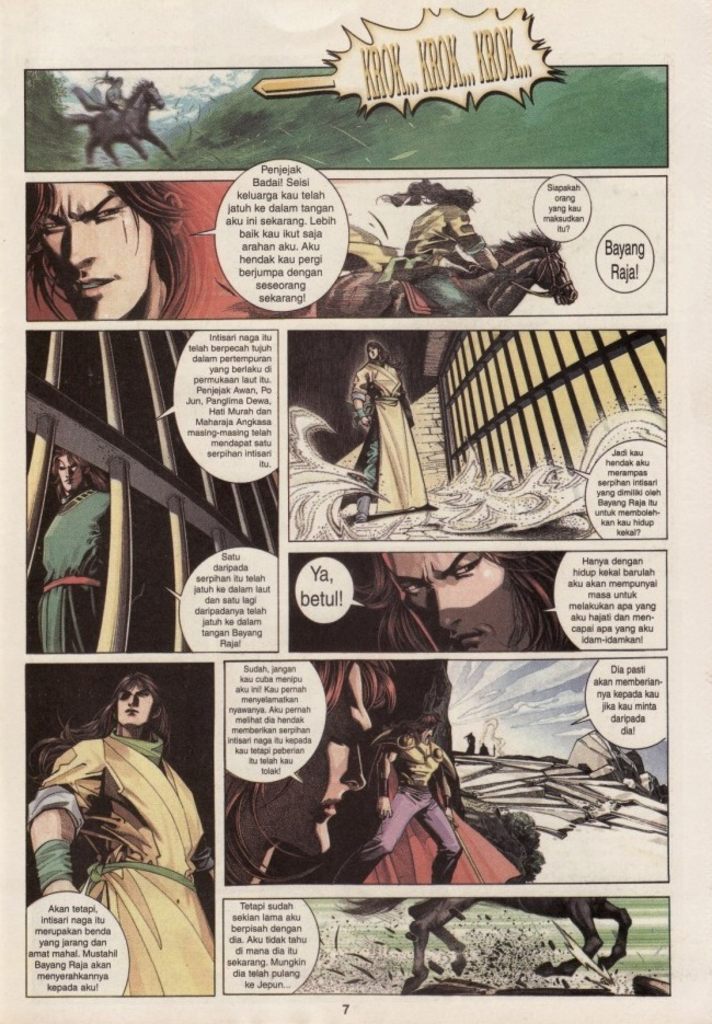 KROK... KROK... KROK...
Penjejak
Badai! Seisi
keluarga kau telah
jatuh ke dalam tangan
aku ini sekarang. Lebih
baik kau ikut saja
arahan aku. Aku
hendak kau pergi
berjumpa dengan
seseorang
sekarang!
Siapakah
orang
yang kau
maksudkan
itu?
Bayang
Raja!
Intisari naga itu
telah berpecah tujuh
dalam pertempuran
yang berlaku di
permukaan laut itu.
Penjejak Awan, Po
Jun, Panglima Dewa,
Hati Murah dan
Maharaja Angkasa
masing-masing telah
mendapat satu
serpihan intisari
itu.
Satu
daripada
serpihan itu telah
jatuh ke dalam laut
dan satu lagi
daripadanya telah
jatuh ke dalam
tangan Bayang
Raja!
Jadi kau
hendak aku
merampas
serpihan intisari
yang dimiliki oleh
Bayang Raja itu
untuk memboleh-
kan kau hidup
kekal?
Ya,
betul!
Hanya dengan
hidup kekal barulah
aku akan mempunyai
masa untuk
melakukan apa yang
aku hajati dan men-
capai apa yang aku
idam-idamkan!
Akan tetapi,
intisari naga itu
merupakan benda
yang jarang dan
amat mahal. Mustahil
Bayang Raja akan
menyerahkannya
kepada aku!
Sudah, jangan
kau cuba menipu
aku ini! Kau pernah
menyelamatkan
nyawanya. Aku pernah
melihat dia hendak
memberikan serpihan
intisari naga itu kepada
kau tetapi peberian
itu telah kau
tolak!
Dia pasti
akan memberian-
nya kepada kau
jika kau minta
daripada
dia!
Tetapi sudah
sekian lama aku
berpisah dengan
dia. Aku tidak tahu
di mana dia itu
sekarang. Mungkin
dia telah pulang
ke Jepun...
7